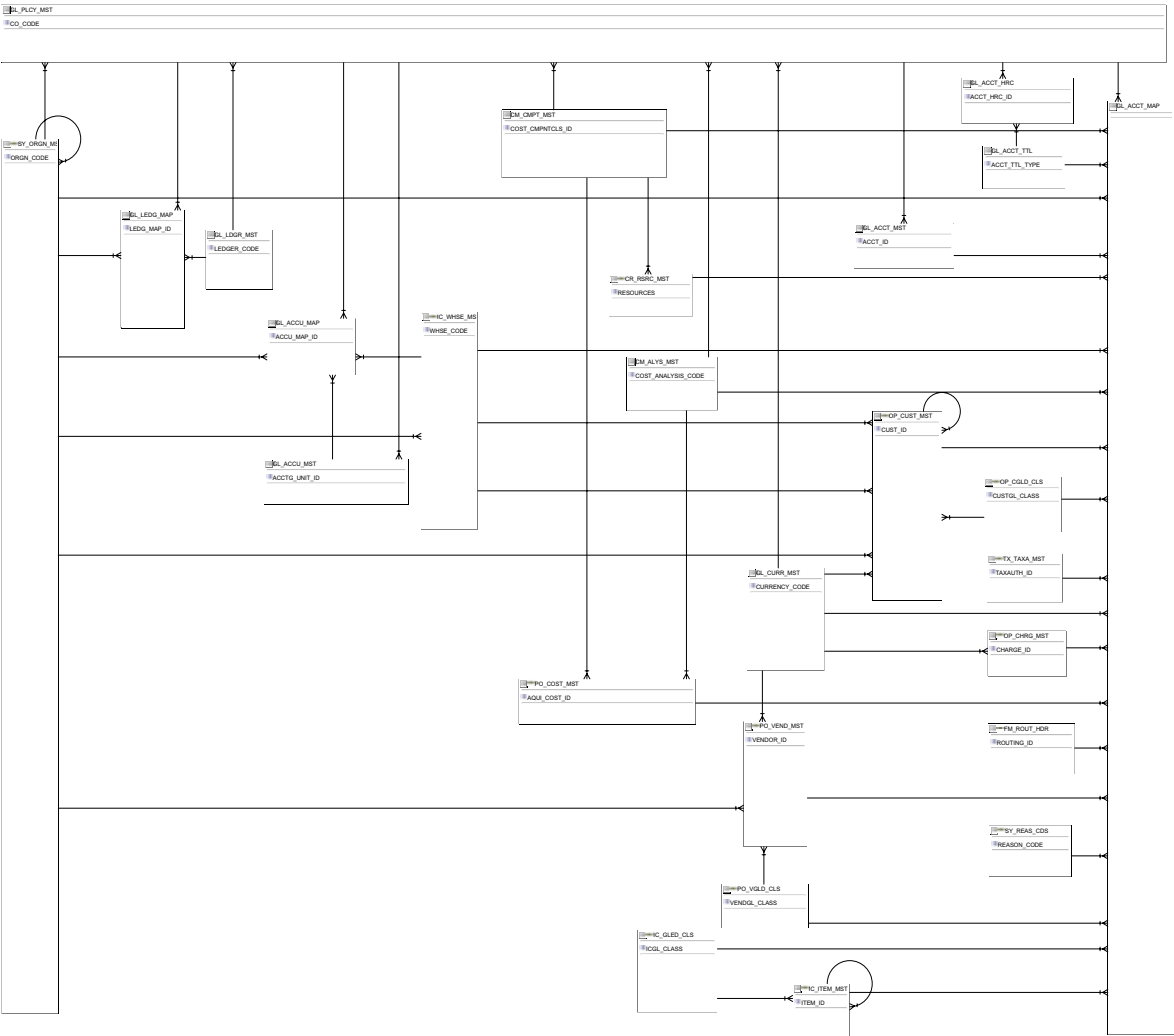 GL_PLCY_MST
CO_CODE
GL_ACCT_HRC
ACCT_HRC_ID
GL_ACCT_MAP
CM_CMPT_MST
COST_CMPNTCLS_ID
SY_ORGN_MS
ORGN_CODE
GL_ACCT_TTL
ACCT_TTL_TYPE
GL_LEDG_MAP
LEDG_MAP_ID
GL_LDGR_MST
LEDGER_CODE
GL_ACCT_MST
ACCT_ID
CR_RSRC_MST
RESOURCES
GL_ACCU_MAP
ACCU_MAP_ID
IC_WHSE_MS
WHSE_CODE
CM_ALYS_MST
COST_ANALYSIS_CODE
OP_CUST_MST
CUST_ID
GL_ACCU_MST
ACCTG_UNIT_ID
OP_CGLD_CLS
CUSTGL_CLASS
TX_TAXA_MST
TAXAUTH_ID
GL_CURR_MST
CURRENCY_CODE
OP_CHRG_MST
CHARGE_ID
PO_COST_MST
AQUI_COST_ID
PO_VEND_MST
VENDOR_ID
FM_ROUT_HDR
ROUTING_ID
SY_REAS_CDS
REASON_CODE
PO_VGLD_CLS
VENDGL_CLASS
IC_GLED_CLS
ICGL_CLASS
IC_ITEM_MST
ITEM_ID